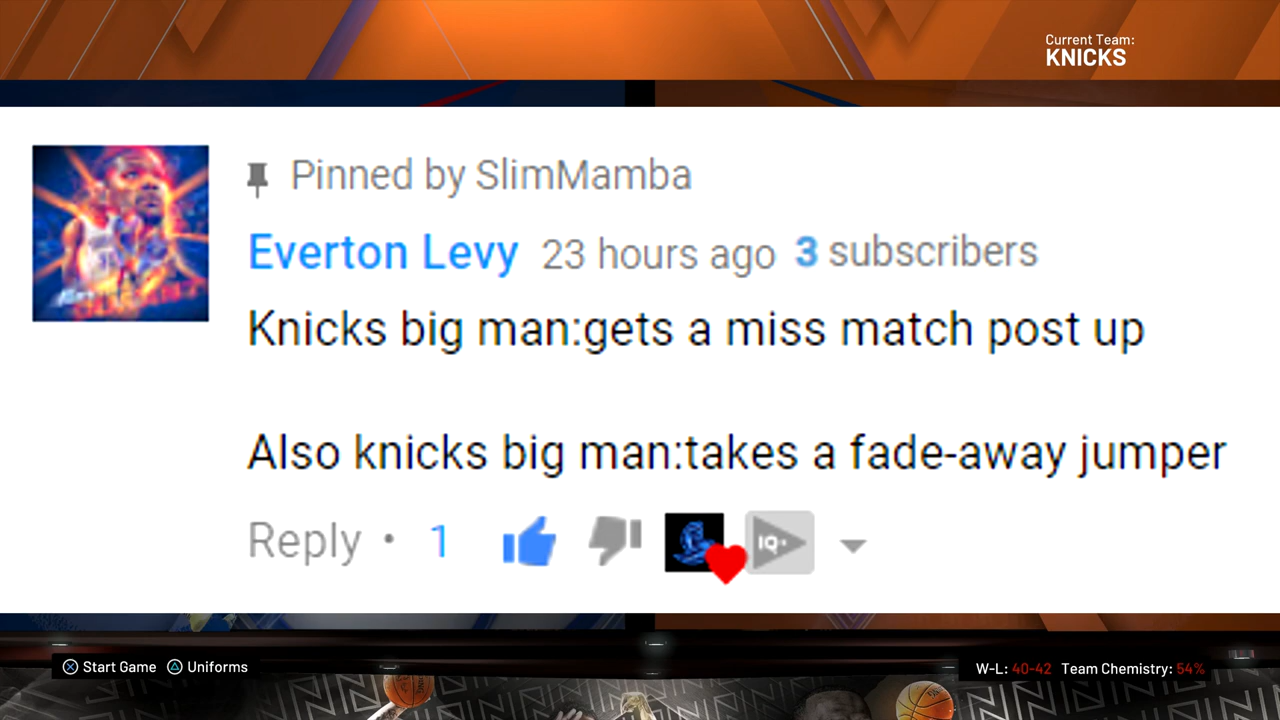 Current Team:
KNICKS
Pinned by SlimMamba
Everton Levy 23 hours ago 3 subscribers
Knicks big man:gets a miss match post up
Also knicks big man:takes a fade-away jumper
Reply • 1
IQ+
Start Game Uniforms
W-L: 40-42 Team Chemistry: 54%